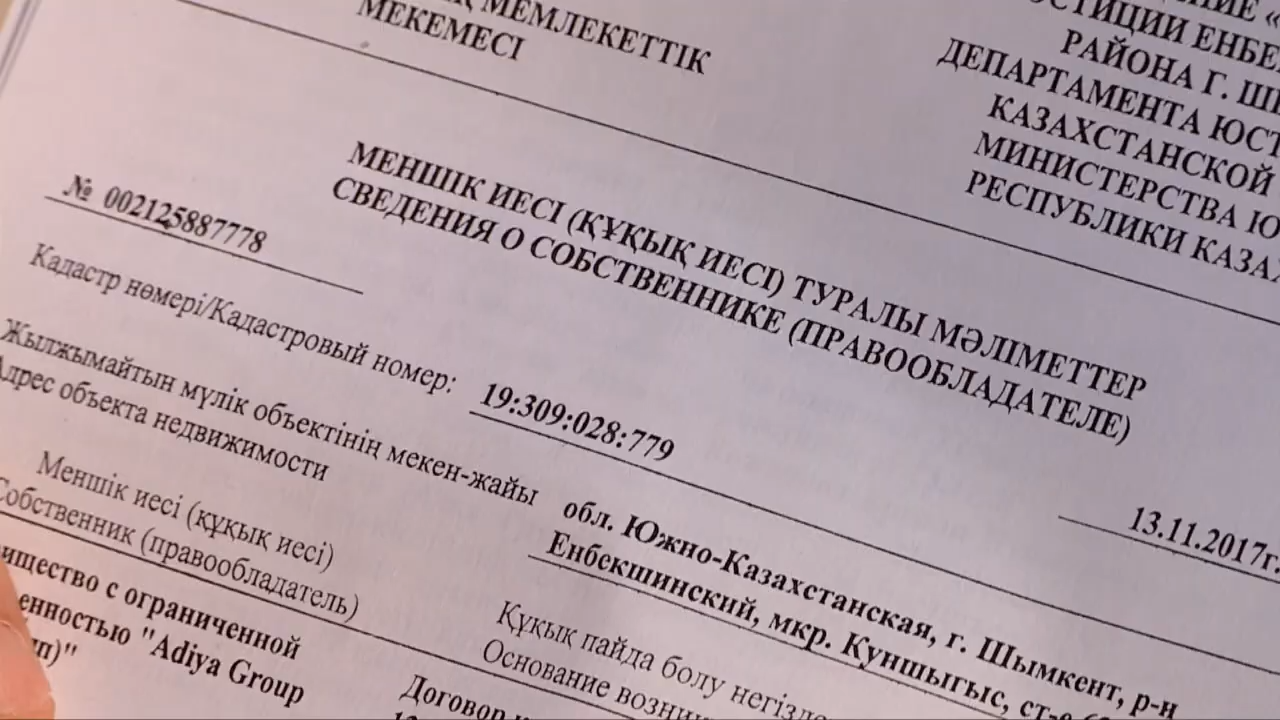 МЕМЛЕКЕТТІК
МЕКЕМЕСІ
ЕНБЕ
РАЙОНА Г. Ш
ДЕПАРТАМЕНТА ЮСТ
КАЗАХСТАНСКОЙ
МИНИСТЕРСТВА Ю
РЕСПУБЛИКИ КАЗА
МЕНШІК ИЕСІ (ҚҰҚЫҚ ИЕСІ) ТУРАЛЫ МӘЛІМЕТТЕР
СВЕДЕНИЯ О СОБСТВЕННИКЕ (ПРАВООБЛАДАТЕЛЕ)
№ 002125887778
13.11.2017г.
Кадастр нөмері/Кадастровый номер: 19:309:028:779
Жылжымайтын мүлік объектінің мекен-жайы
Адрес объекта недвижимости
обл. Южно-Казахстанская, г. Шымкент, р-н
Енбекшинский, мкр. Куншыгыс, ст-е
Меншік иесі (құқық иесі)
Собственник (правообладатель)
Құқық пайда болу негізде
Основание возник
ищество с ограниченной
енностью "Adiya Group
п)"
Договор